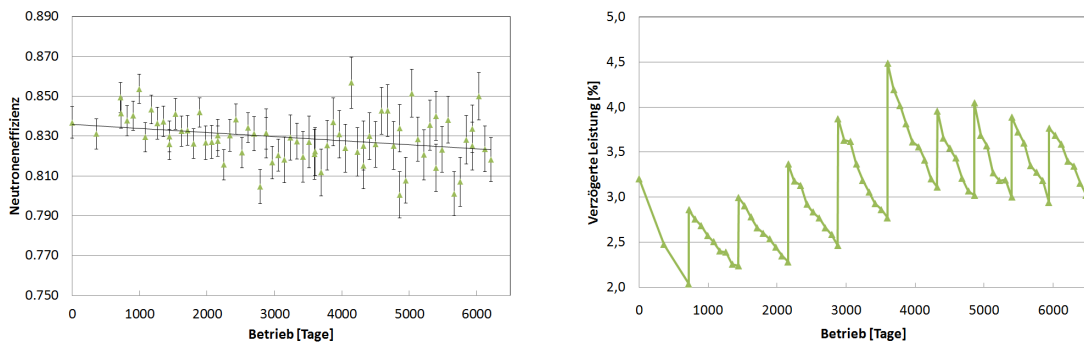 0.890
0.870
0.850
0.830
0.810
0.790
0.770
0.750
Neutroneneffizienz
0 1000 2000 3000 4000 5000 6000
Betrieb [Tage]
5,0
4,5
4,0
3,5
3,0
2,5
2,0
Verzögerte Leistung [%]
0 1000 2000 3000 4000 5000 6000
Betrieb [Tage]